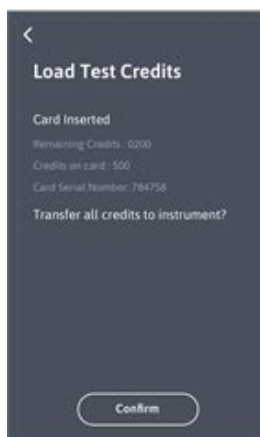 Load Test Credits
Card Inserted
Remaining Credits : 0200
Credits on card : 500
Card Serial Number: 784758
Transfer all credits to instrument?
Confirm